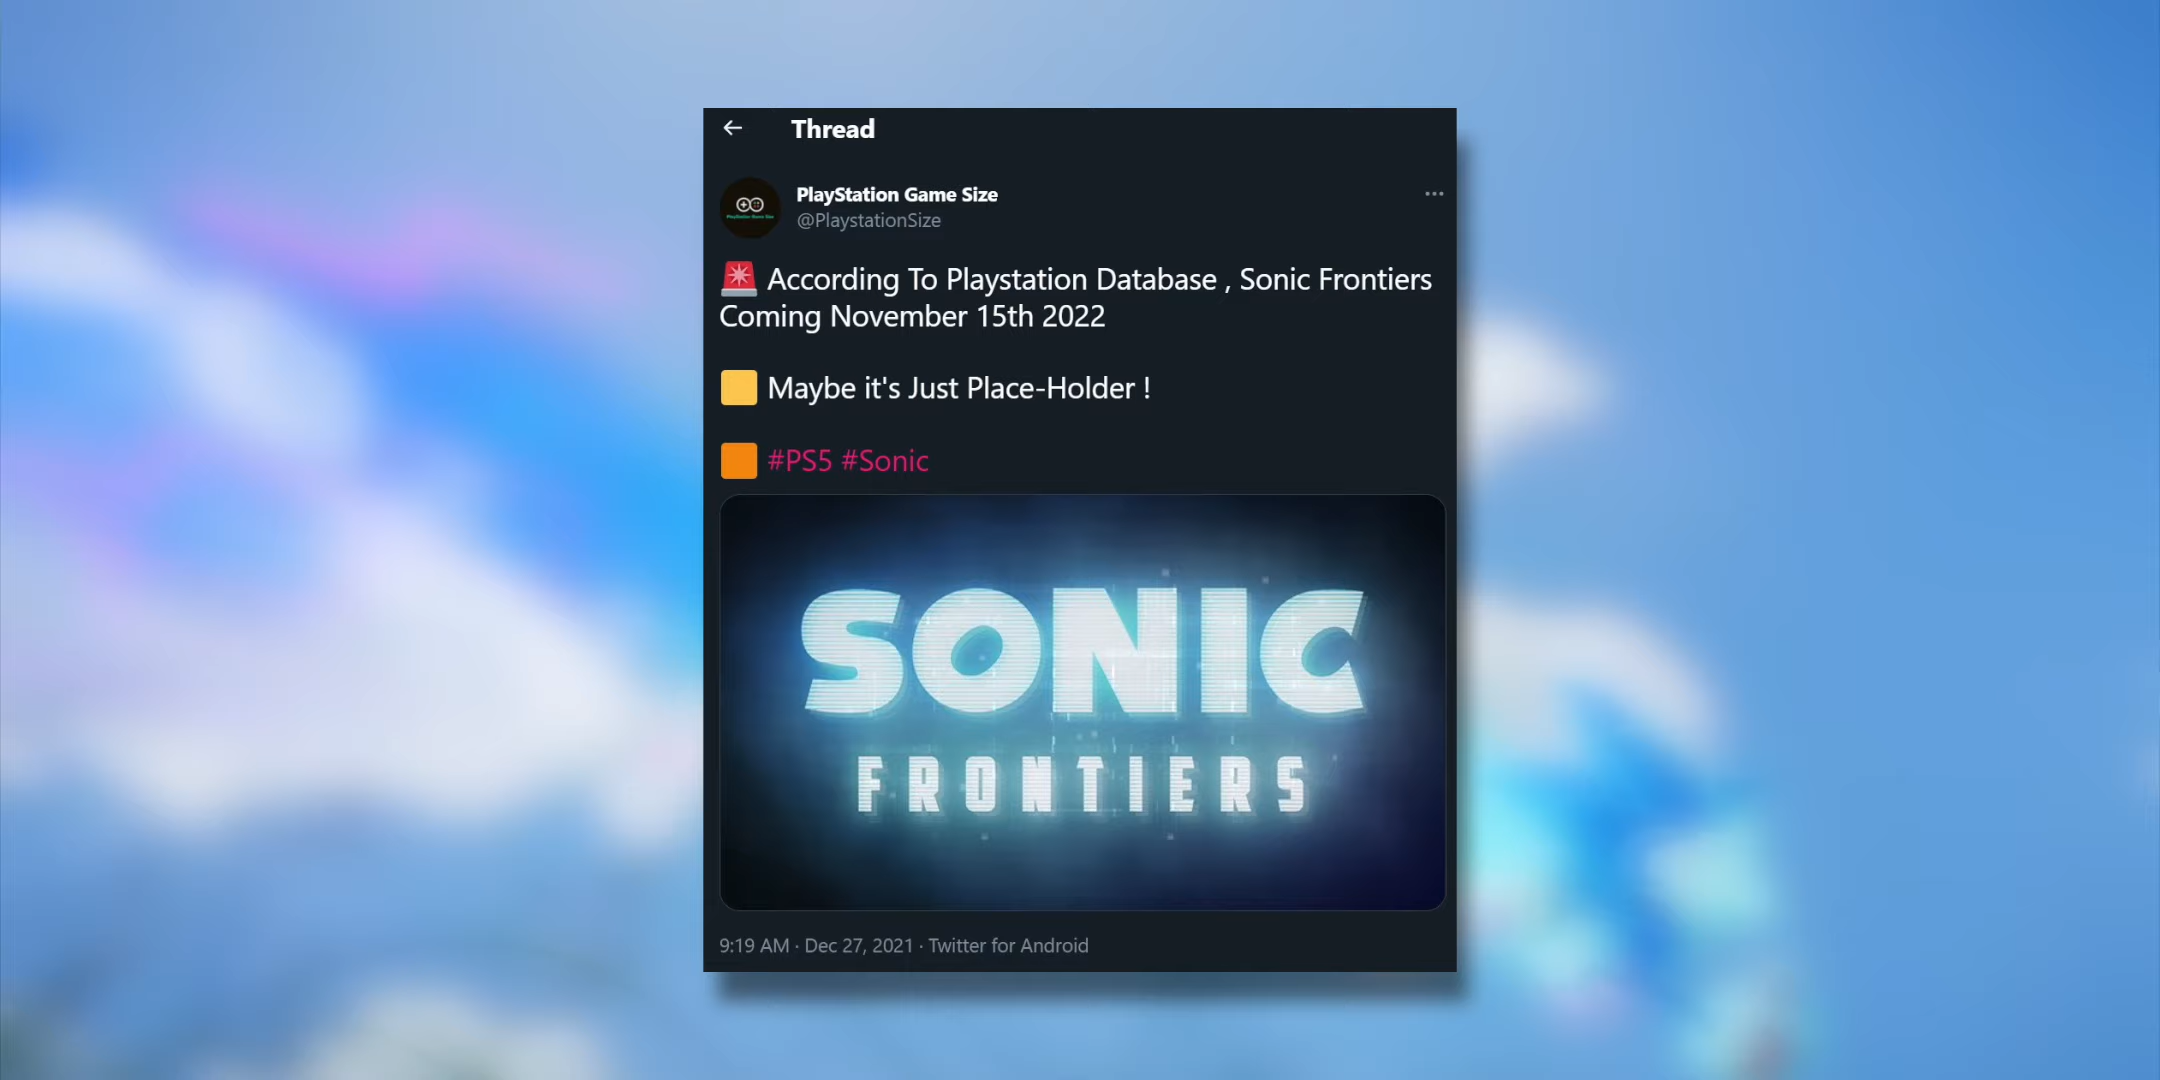 Thread
PlayStation Game Size
@PlaystationSize
According To Playstation Database , Sonic Frontiers
Coming November 15th 2022
Maybe it's Just Place-Holder !
#PS5 #Sonic
SONIC
FRONTIERS
9:19 AM · Dec 27, 2021 · Twitter for Android